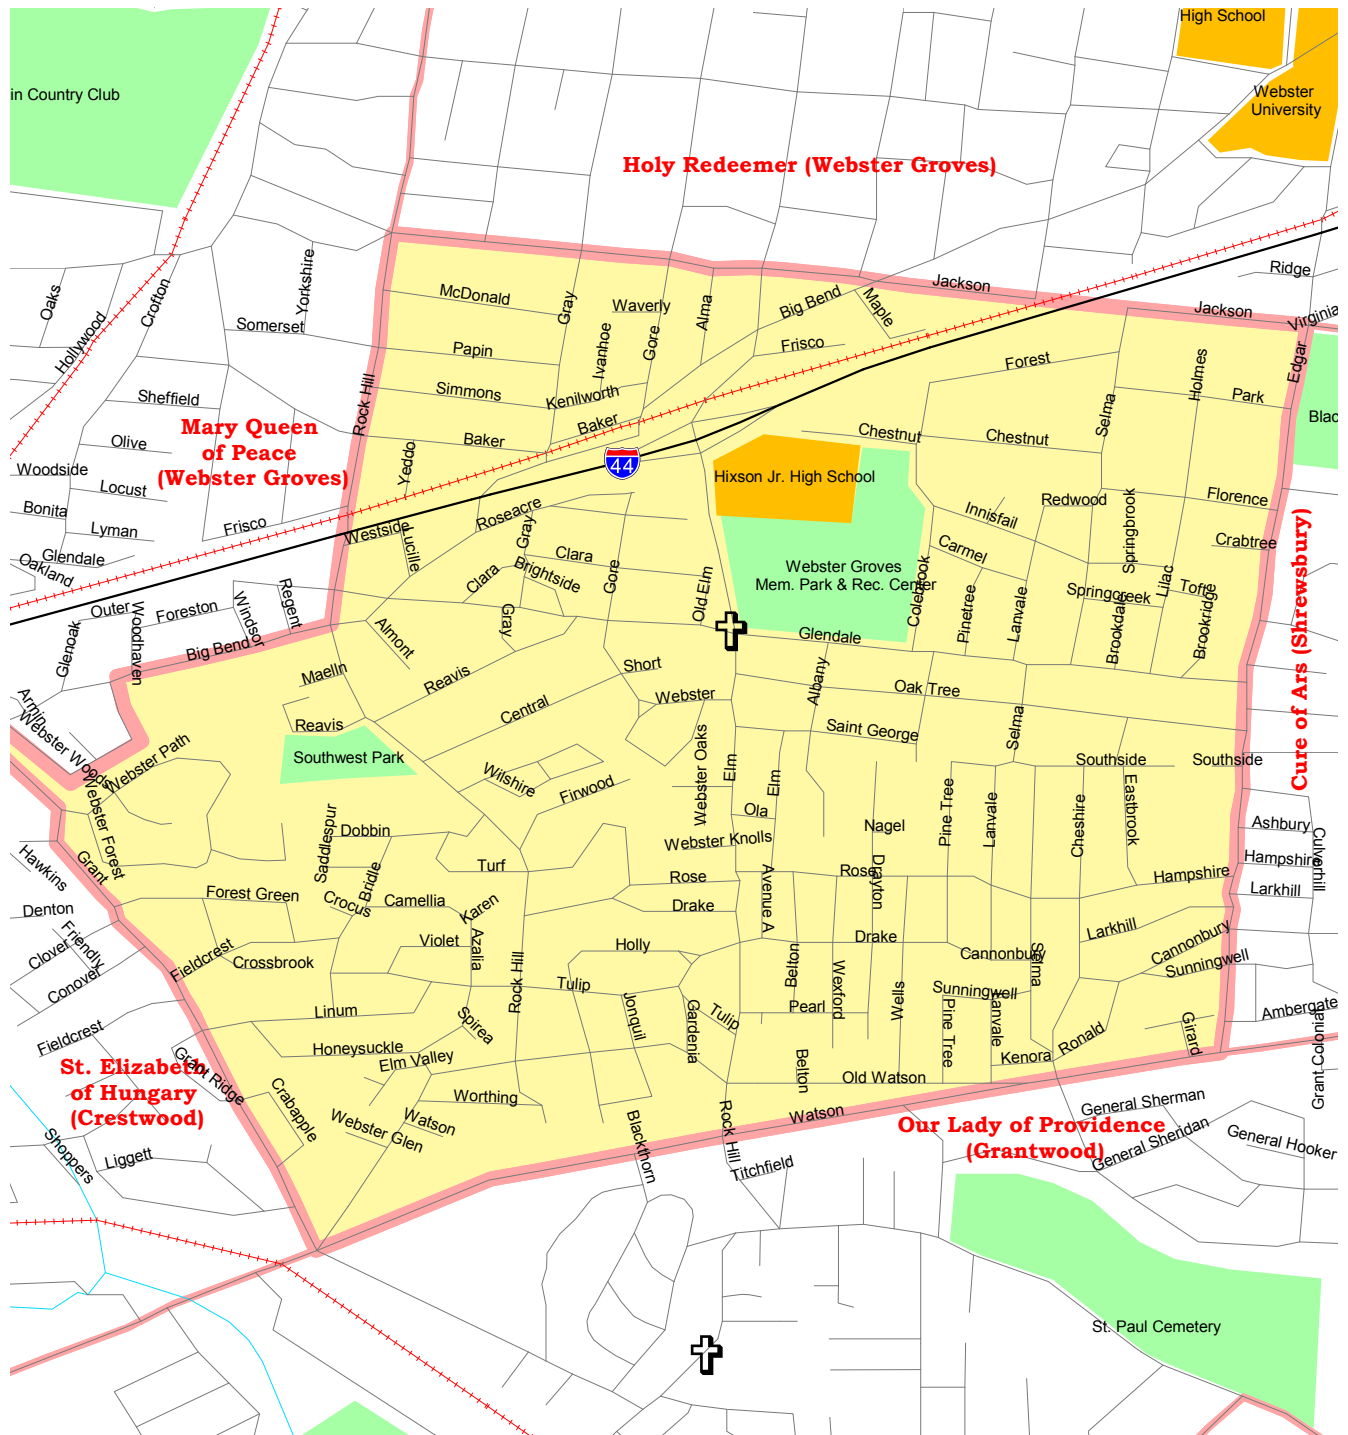 High School
in Country Club
Webster
University
Holy Redeemer (Webster Groves)
Yorkshire
Oaks
Crofton
Hollywood
Somerset
McDonald
Gray
Waverly
Alma
Big Bend
Maple
Jackson
Ridge
Jackson
Virginia
Papin
Ivanhoe
Gore
Frisco
Forest
Holmes
Edgar
Simmons
Kenilworth
Park
Sheffield
Rock Hill
Selma
Blac
Mary Queen
of Peace
(Webster Groves)
Olive
Baker
Baker
Chestnut
Chestnut
Woodside
Yeddo
44
Hixson Jr. High School
Locust
Redwood
Florence
Bonita
Lyman
Frisco
Westside
Roseacre
Innisfail
Springbrook
Crabtree
Glendale
Oakland
Lucille
Gray
Clara
Clara
Brightside
Gore
Webster Groves
Mem. Park & Rec. Center
Carmel
Colebrook
Springcreek
Lilac
Toftg
Cure of Ars (Shrewsbury)
Outer
Foreston
Woodhaven
Windsor
Regent
Old Elm
Pinetree
Lanvale
Brookdale
Brookridge
Glenoak
Big Bend
Almont
Gray
Glendale
Maelln
Reavis
Short
Albany
Oak Tree
Armin
Webster
Webster Woods
Reavis
Central
Saint George
Selma
Webster Path
Southwest Park
Wilshire
Firwood
Webster Oaks
Elm
Elm
Southside
Southside
Webster Forest
Saddlespur
Dobbin
Ola
Nagel
Pine Tree
Lanvale
Cheshire
Eastbrook
Ashbury
Webster Knolls
Culverhill
Hawkins
Grant
Turf
Rose
Rose
Hampshire
Hampshire
Bridle
Drayton
Larkhill
Forest Green
Crocus
Camellia
Karen
Drake
Avenue A
Denton
Friendly
Clover
Violet
Azalia
Holly
Drake
Larkhill
Cannonbury
Cannonbury
Fieldcrest
Crossbrook
Rock Hill
Selma
Sunningwell
Conover
Tulip
Jonquil
Belton
Wexford
Wells
Sunningwell
Linum
Gardenia
Tulip
Pearl
Pine Tree
Lanvale
Ambergate
Fieldcrest
Spirea
Honeysuckle
Ronald
Girard
Grant Colonial
Elm Valley
Kenora
St. Elizabeth
of Hungary
(Crestwood)
Grant Ridge
Belton
Old Watson
Crabapple
Worthing
Watson
General Sherman
Webster Glen
Watson
Blackthorn
Rock Hill
Our Lady of Providence
(Grantwood)
General Sheridan
General Hooker
Shoppers
Liggett
Titchfield
St. Paul Cemetery